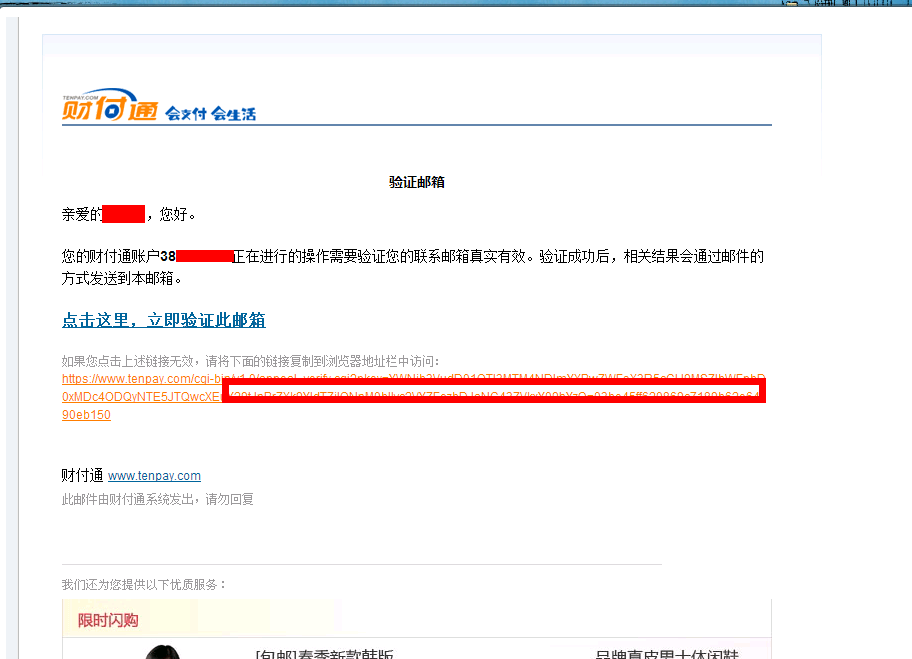 TENPAY.COM
财付通 会支付 会生活
验证邮箱
亲爱的 ，您好。
您的财付通账户38 正在进行的操作需要验证您的联系邮箱真实有效。验证成功后，相关结果会通过邮件的
方式发送到本邮箱。
点击这里，立即验证此邮箱
如果您点击上述链接无效，请将下面的链接复制到浏览器地址栏中访问：
https://www.tenpay.com/cgi-bin/v1.0/
0xMDc4ODQyNTE5JTQwcXE
90eb150
财付通 www.tenpay.com
此邮件由财付通系统发出，请勿回复
我们还为您提供以下优质服务：
限时闪购
[包邮]春季新款韩版 品牌真皮男士休闲鞋